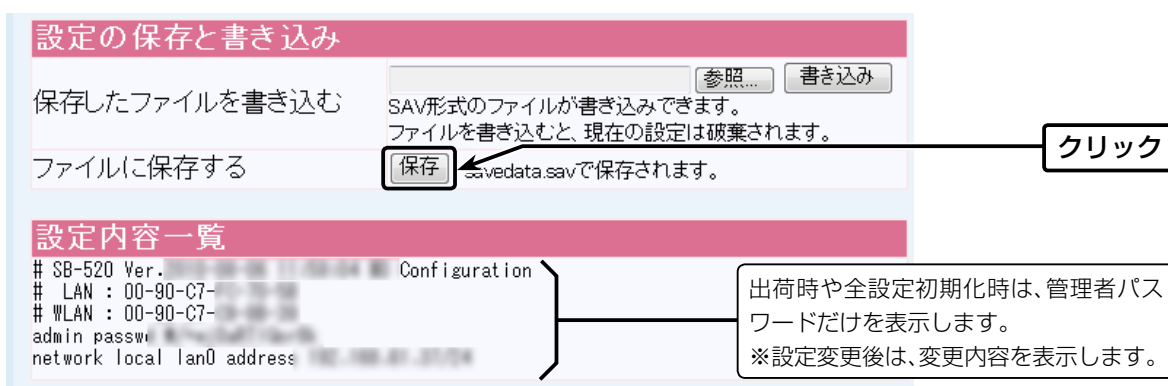 設定の保存と書き込み
保存したファイルを書き込む
参照... 書き込み
SAV形式のファイルが書き込みできます。
ファイルを書き込むと、現在の設定は破棄されます。
ファイルに保存する
保存 savedata.savで保存されます。
クリック
設定内容一覧
# SB-520 Ver. Configuration
# LAN : 00-90-C7-
# WLAN : 00-90-C7-
admin passwd
network local lan0 address
出荷時や全設定初期化時は、管理者パス
ワードだけを表示します。
※設定変更後は、変更内容を表示します。